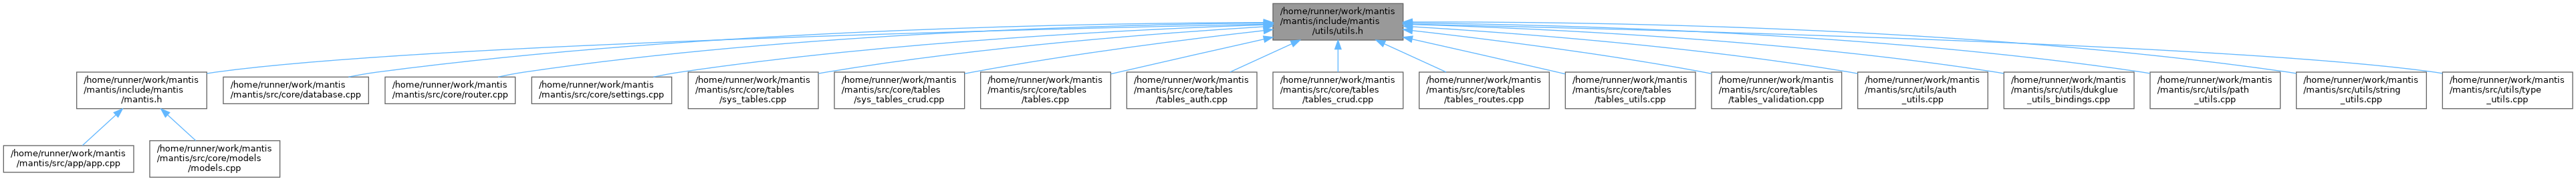 /home/runner/work/mantis
/mantis/include/mantis
/utils/utils.h
/home/runner/work/mantis
/mantis/include/mantis
/mantis.h
/home/runner/work/mantis
/mantis/src/core/database.cpp
/home/runner/work/mantis
/mantis/src/core/router.cpp
/home/runner/work/mantis
/mantis/src/core/settings.cpp
/home/runner/work/mantis
/mantis/src/core/tables
/sys_tables.cpp
/home/runner/work/mantis
/mantis/src/core/tables
/sys_tables_crud.cpp
/home/runner/work/mantis
/mantis/src/core/tables
/tables.cpp
/home/runner/work/mantis
/mantis/src/core/tables
/tables_auth.cpp
/home/runner/work/mantis
/mantis/src/core/tables
/tables_crud.cpp
/home/runner/work/mantis
/mantis/src/core/tables
/tables_routes.cpp
/home/runner/work/mantis
/mantis/src/core/tables
/tables_utils.cpp
/home/runner/work/mantis
/mantis/src/core/tables
/tables_validation.cpp
/home/runner/work/mantis
/mantis/src/utils/auth
_utils.cpp
/home/runner/work/mantis
/mantis/src/utils/dukglue
_utils_bindings.cpp
/home/runner/work/mantis
/mantis/src/utils/path
_utils.cpp
/home/runner/work/mantis
/mantis/src/utils/string
_utils.cpp
/home/runner/work/mantis
/mantis/src/utils/type
_utils.cpp
/home/runner/work/mantis
/mantis/src/app/app.cpp
/home/runner/work/mantis
/mantis/src/core/models
/models.cpp